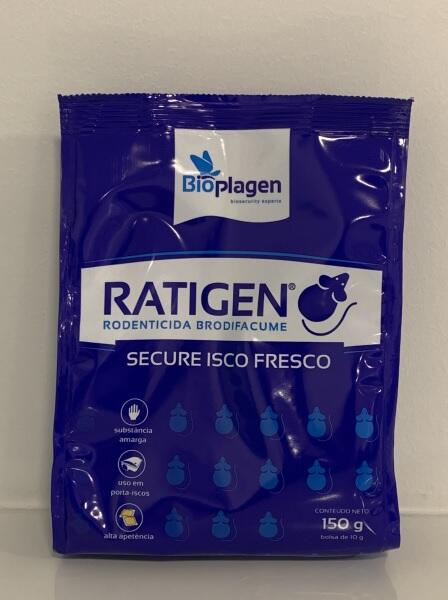 Bioplagen
biosecurity experts
RATIGEN®
RODENTICIDA BRODIFACUME
SECURE ISCO FRESCO
substância
amarga
uso em
porta-iscos
alta apetência
CONTEÚDO NETO
150 g
bolsa de 10 g